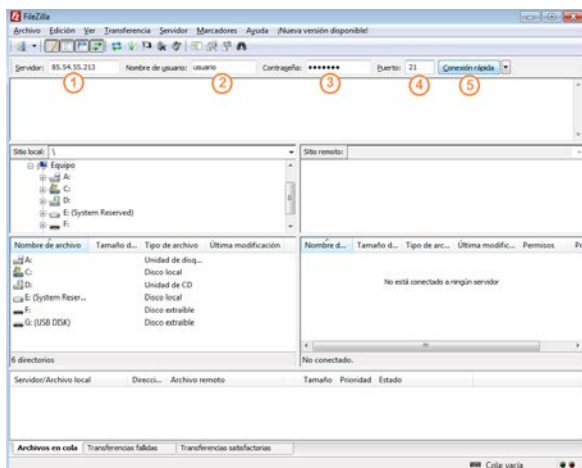 FileZilla
Archivo Edición Ver Transferencia Servidor Marcadores Ayuda ¡Nueva versión disponible!
Servidor: 85.54.55.213 Nombre de usuario: usuario Contraseña: ●●●●●●● Puerto: 21 Conexión rápida
1 2 3 4 5
Sitio local: \ Sitio remoto:
Equipo
A:
C:
D:
E: (System Reserved)
F:
Nombre de archivo Tamaño d... Tipo de archivo Última modificación Nombre d... Tamaño d... Tipo de arc... Última modific... Permisos Pr
A: Unidad de disq...
C: Disco local
D: Unidad de CD
No está conectado a ningún servidor
E: (System Reser... Disco local
F: Disco extraíble
G: (USB DISK) Disco extraíble
6 directorios No conectado.
Servidor/Archivo local Direcci... Archivo remoto Tamaño Prioridad Estado
Archivos en cola Transferencias fallidas Transferencias satisfactorias
Cola: vacía